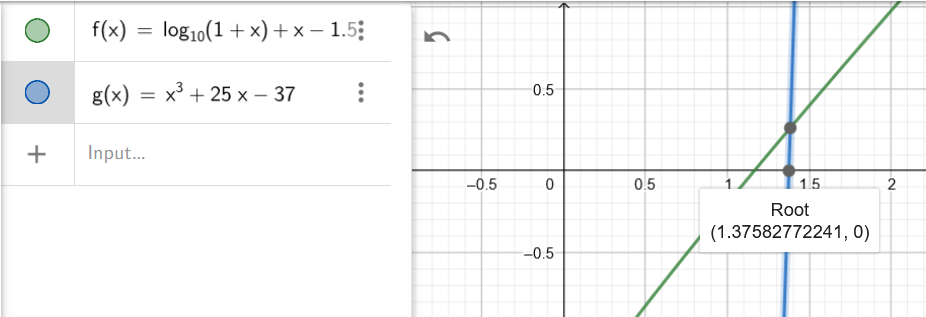 f(x) = log₁₀(1 + x) + x − 1.5
g(x) = x³ + 25 x − 37
+ Input...
0.5
−0.5 0 0.5 1 1.5 2
Root
(1.37582772241, 0)
−0.5